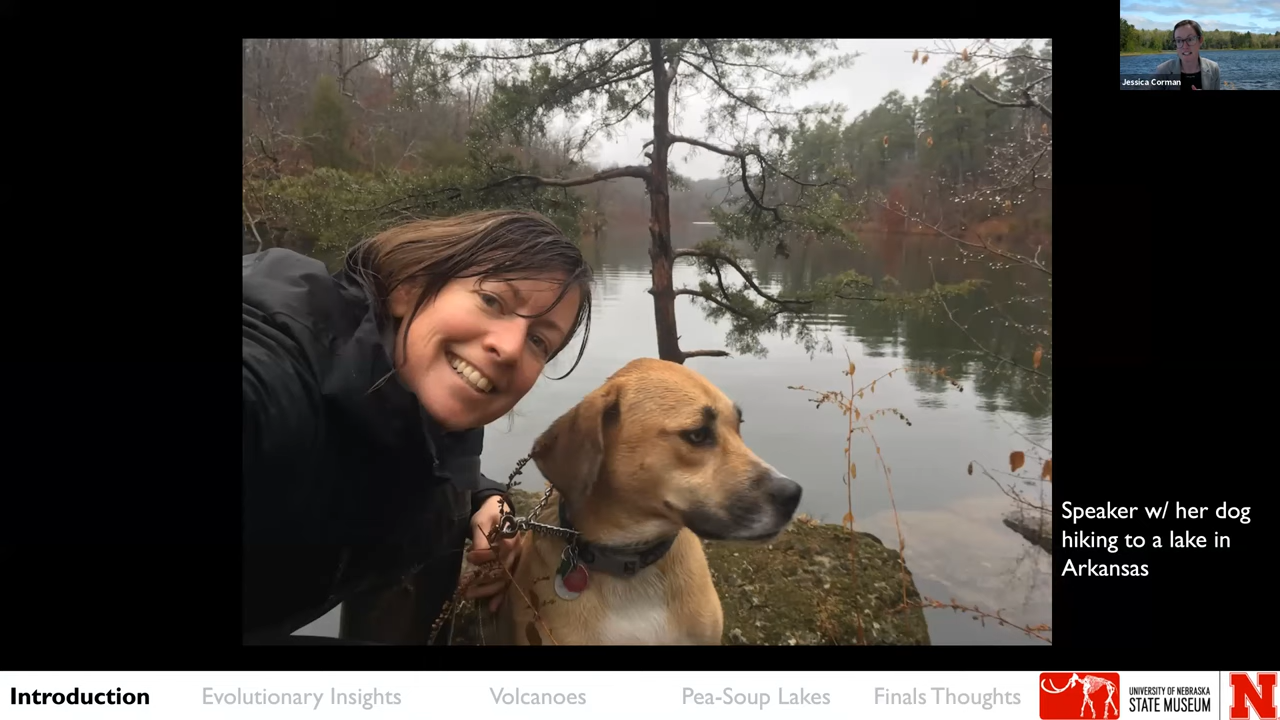 Jessica Corman
Speaker w/ her dog
hiking to a lake in
Arkansas
Introduction
Evolutionary Insights
Volcanoes
Pea-Soup Lakes
Finals Thoughts
UNIVERSITY OF NEBRASKA
STATE MUSEUM
N